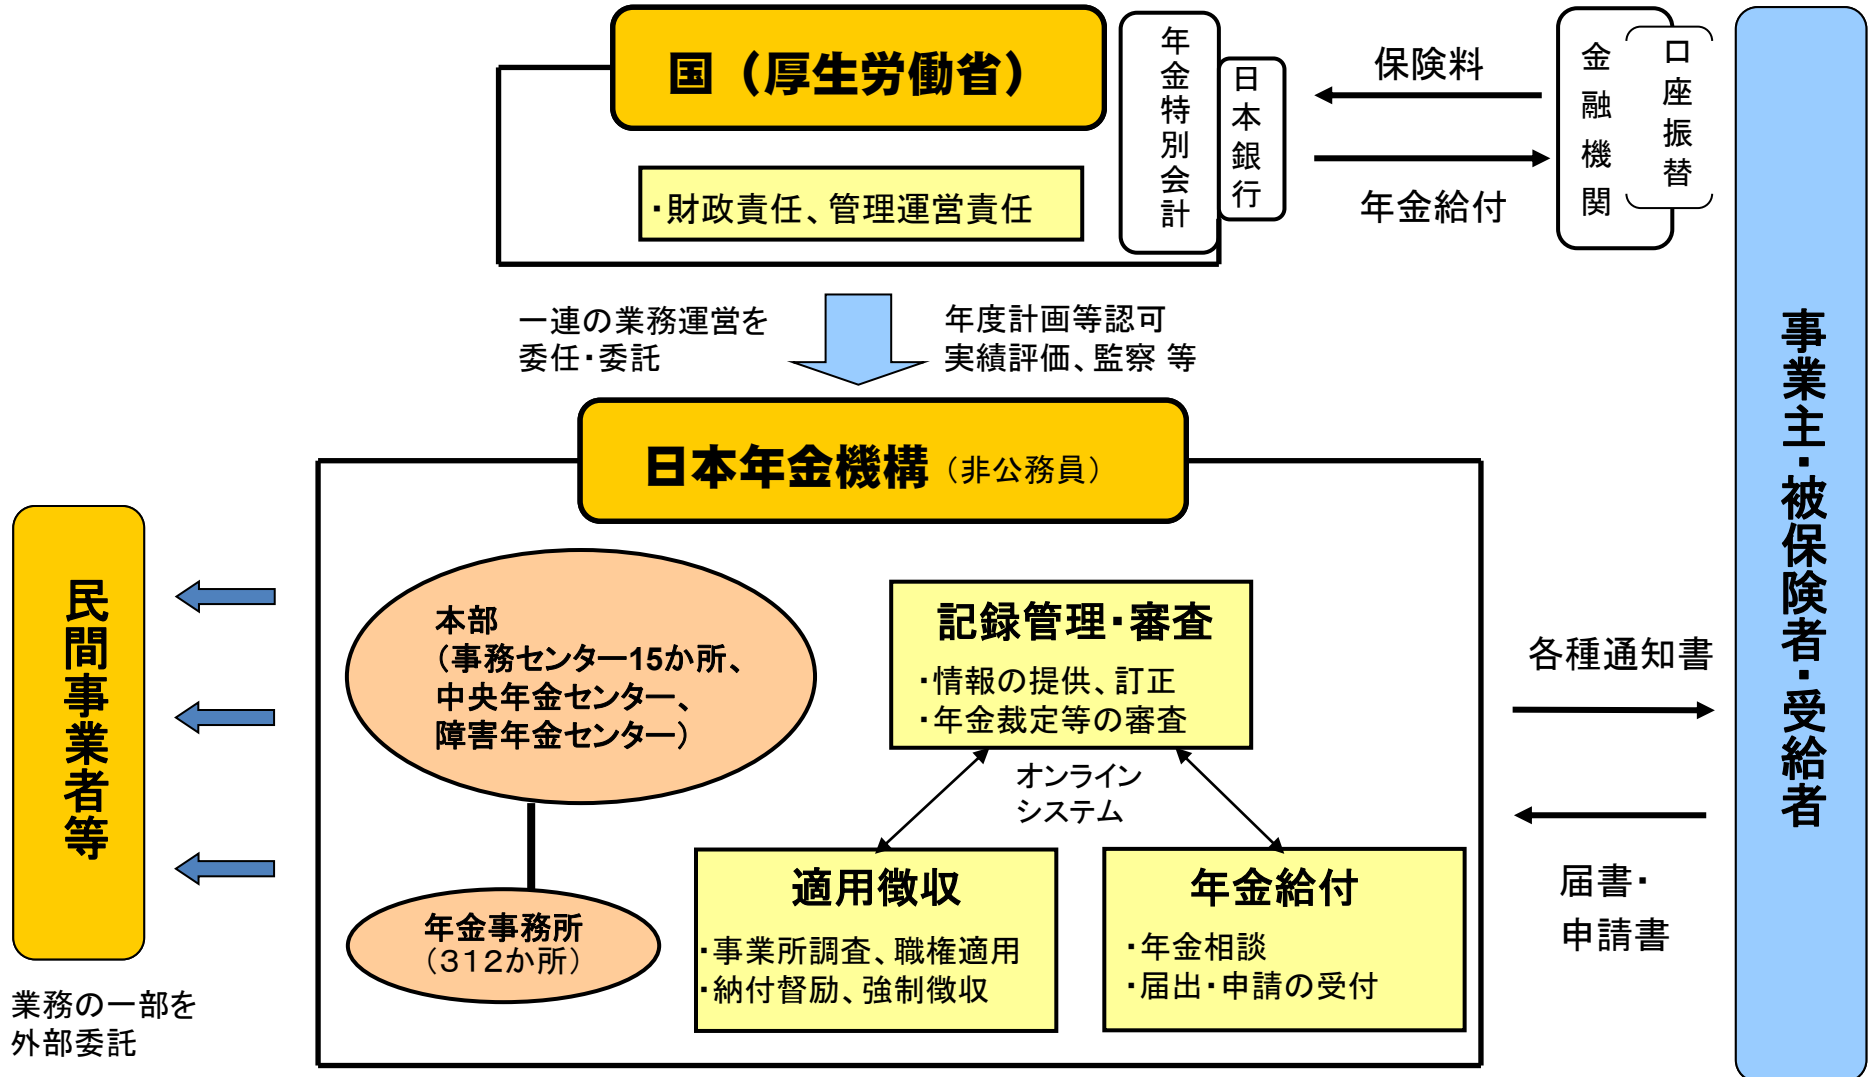 国（厚生労働省）
・財政責任、管理運営責任
年金特別会計
日本銀行
保険料
年金給付
金融機関
口座振替
事業主・被保険者・受給者
一連の業務運営を
委任・委託
年度計画等認可
実績評価、監察 等
日本年金機構（非公務員）
民間事業者等
業務の一部を
外部委託
本部
（事務センター15か所、
中央年金センター、
障害年金センター）
年金事務所
（３１２か所）
記録管理・審査
・情報の提供、訂正
・年金裁定等の審査
オンライン
システム
適用徴収
・事業所調査、職権適用
・納付督励、強制徴収
年金給付
・年金相談
・届出・申請の受付
各種通知書
届書・
申請書